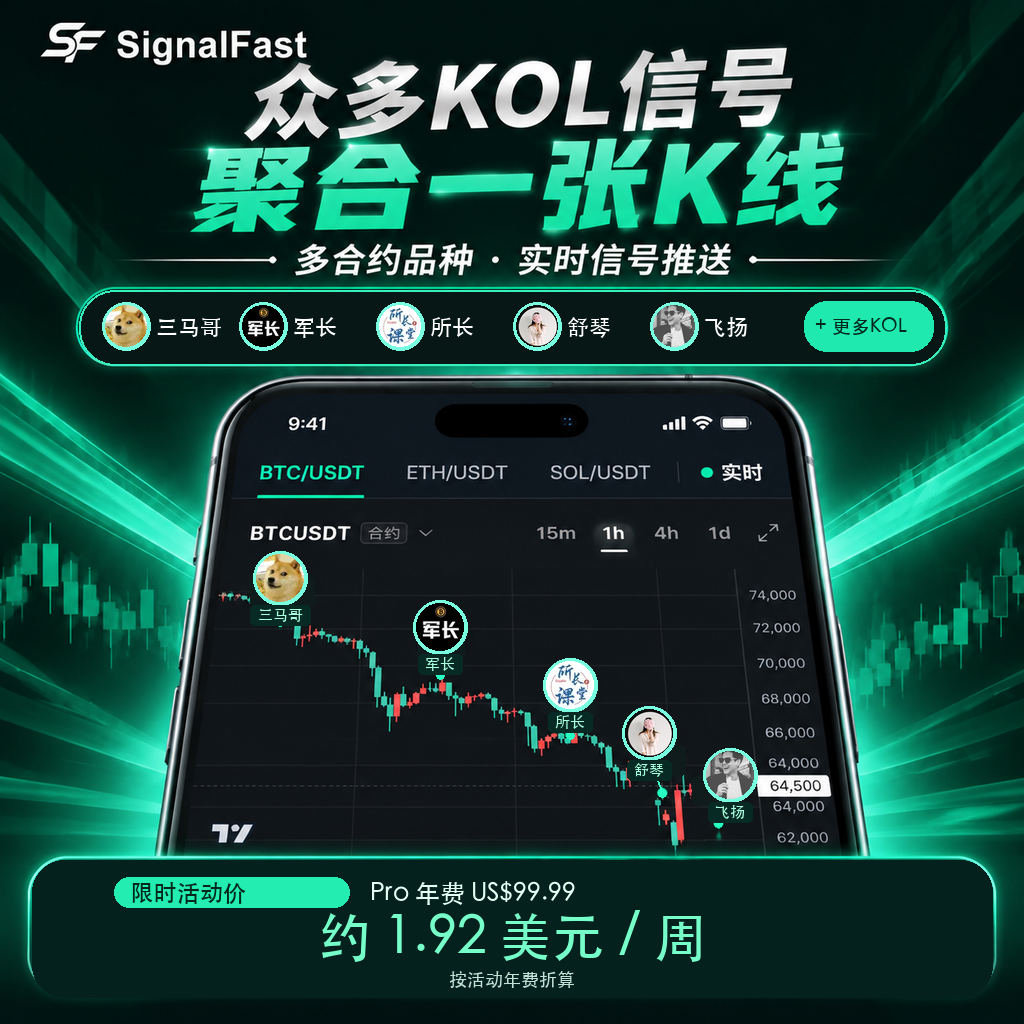 SignalFast
众多KOL信号
聚合一张K线
多合约品种 · 实时信号推送
三马哥 军长 军长 所长课堂 所长 舒琴 飞扬 + 更多KOL
9:41
BTC/USDT ETH/USDT SOL/USDT 实时
BTCUSDT 合约 15m 1h 4h 1d
三马哥
军长
军长
所长课堂
所长
舒琴
飞扬
74,000
72,000
70,000
68,000
66,000
64,000
64,500
64,000
62,000
限时活动价 Pro 年费 US$99.99
约 1.92 美元 / 周
按活动年费折算